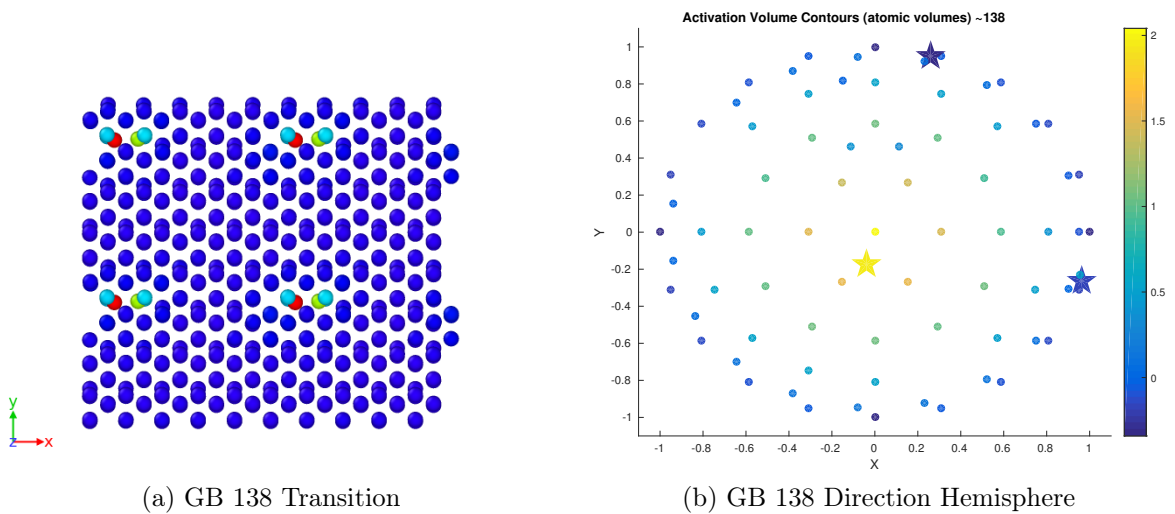 Activation Volume Contours (atomic volumes) ~138
y
z
x
1
0.8
0.6
0.4
0.2
0
-0.2
-0.4
-0.6
-0.8
-1
Y
-1 -0.8 -0.6 -0.4 -0.2 0 0.2 0.4 0.6 0.8 1
X
2
1.5
1
0.5
0
(a) GB 138 Transition
(b) GB 138 Direction Hemisphere